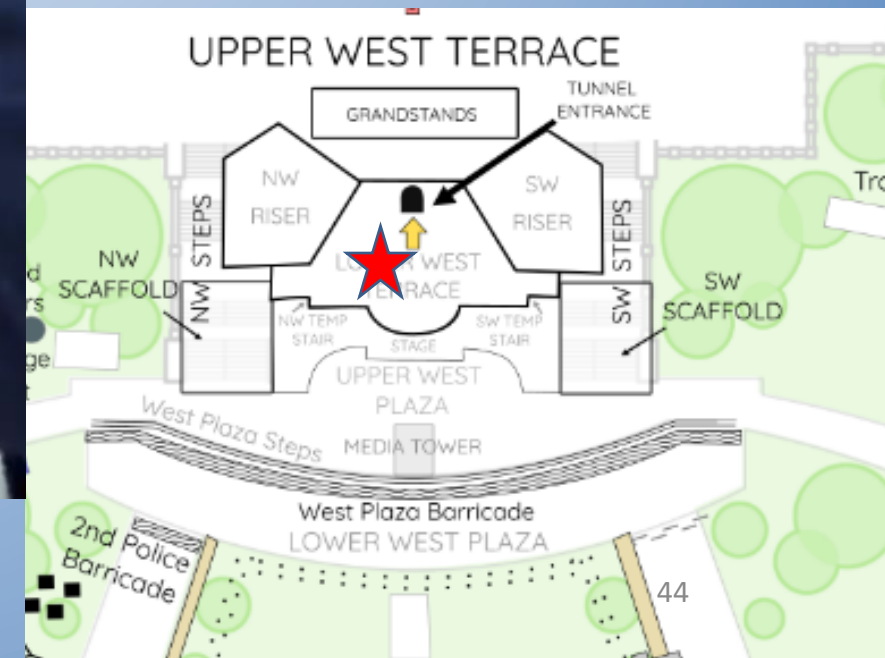 UPPER WEST TERRACE
TUNNEL
ENTRANCE
GRANDSTANDS
NW
RISER
SW
RISER
NW STEPS
SW STEPS
WEST
NW
SCAFFOLD
SW
SCAFFOLD
NW TEMP
STAIR
SW TEMP
STAIR
STAGE
UPPER WEST
PLAZA
West Plaza Steps
MEDIA TOWER
West Plaza Barricade
LOWER WEST PLAZA
2nd Police
Barricade
44